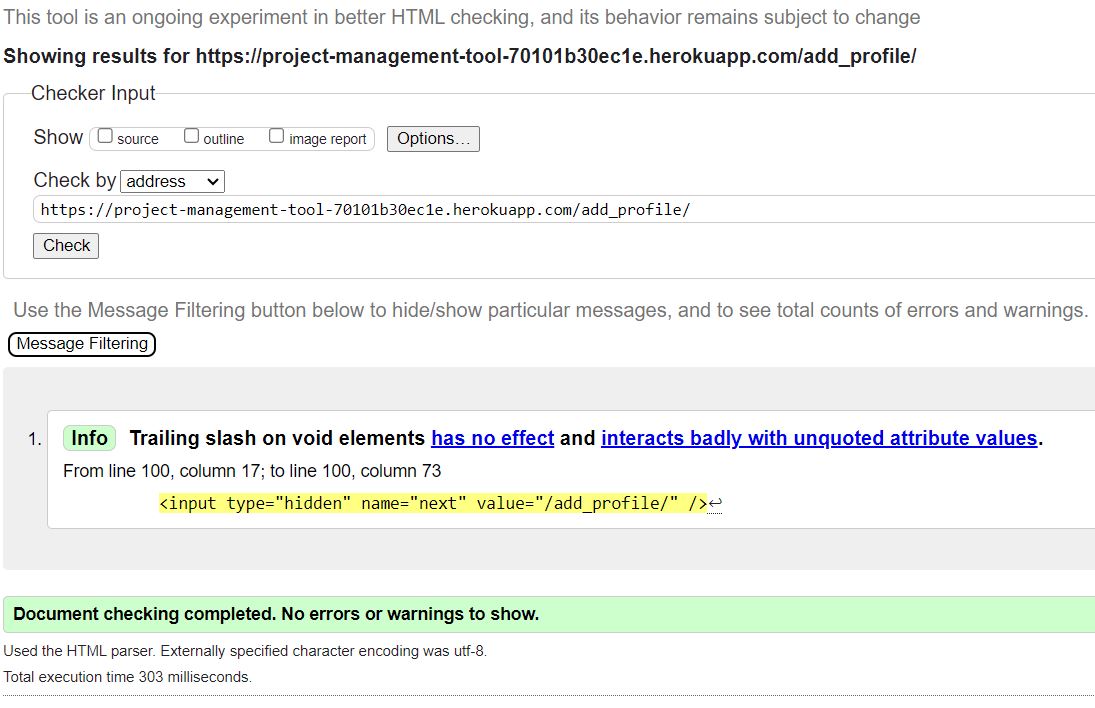 This tool is an ongoing experiment in better HTML checking, and its behavior remains subject to change
Showing results for https://project-management-tool-70101b30ec1e.herokuapp.com/add_profile/
Checker Input
Show source outline image report Options...
Check by address
https://project-management-tool-70101b30ec1e.herokuapp.com/add_profile/
Check
Use the Message Filtering button below to hide/show particular messages, and to see total counts of errors and warnings.
Message Filtering
1. Info Trailing slash on void elements has no effect and interacts badly with unquoted attribute values.
From line 100, column 17; to line 100, column 73
<input type="hidden" name="next" value="/add_profile/" />↩
Document checking completed. No errors or warnings to show.
Used the HTML parser. Externally specified character encoding was utf-8.
Total execution time 303 milliseconds.